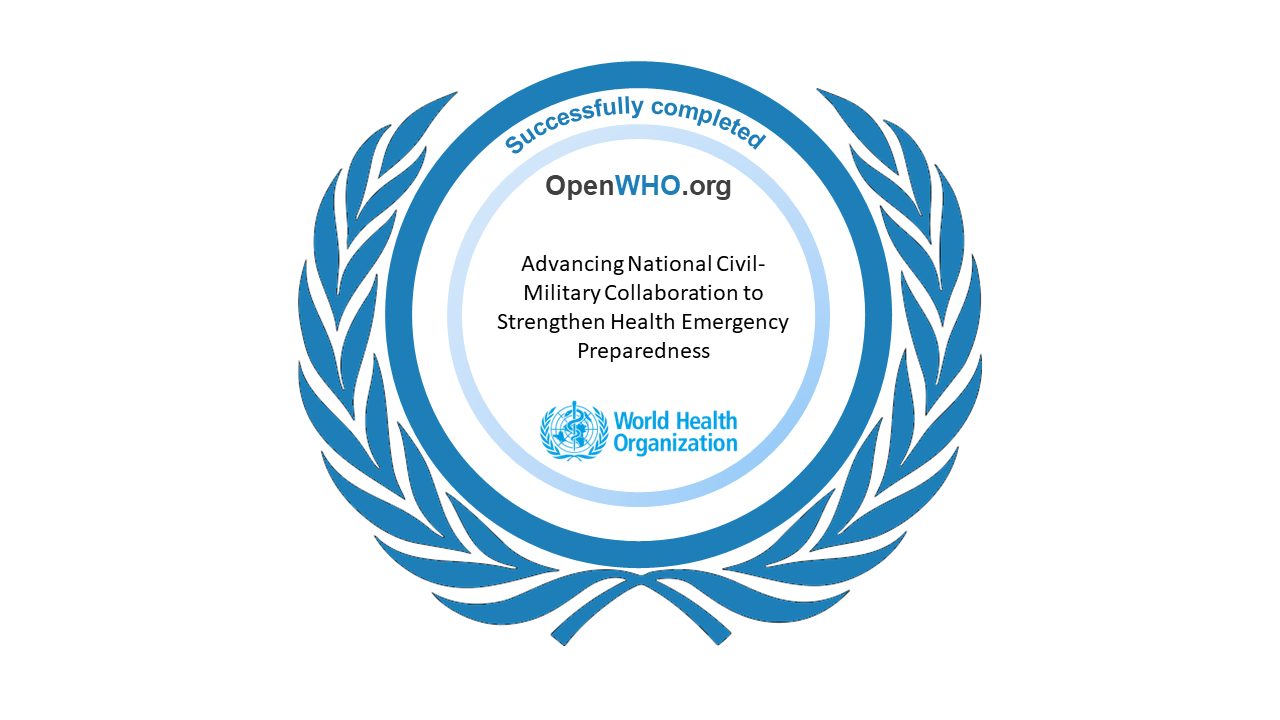 Successfully completed
OpenWHO.org
Advancing National Civil-
Military Collaboration to
Strengthen Health Emergency
Preparedness
World Health
Organization